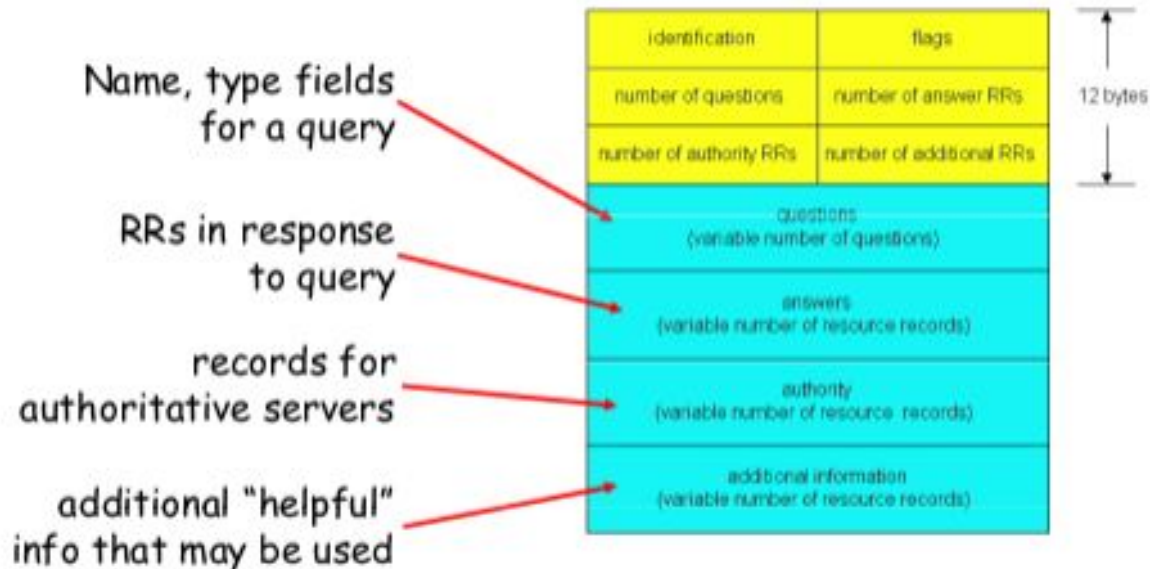 Name, type fields
for a query
RRs in response
to query
records for
authoritative servers
additional "helpful"
info that may be used
identification
flags
number of questions
number of answer RRs
number of authority RRs
number of additional RRs
12 bytes
questions
(variable number of questions)
answers
(variable number of resource records)
authority
(variable number of resource records)
additional information
(variable number of resource records)